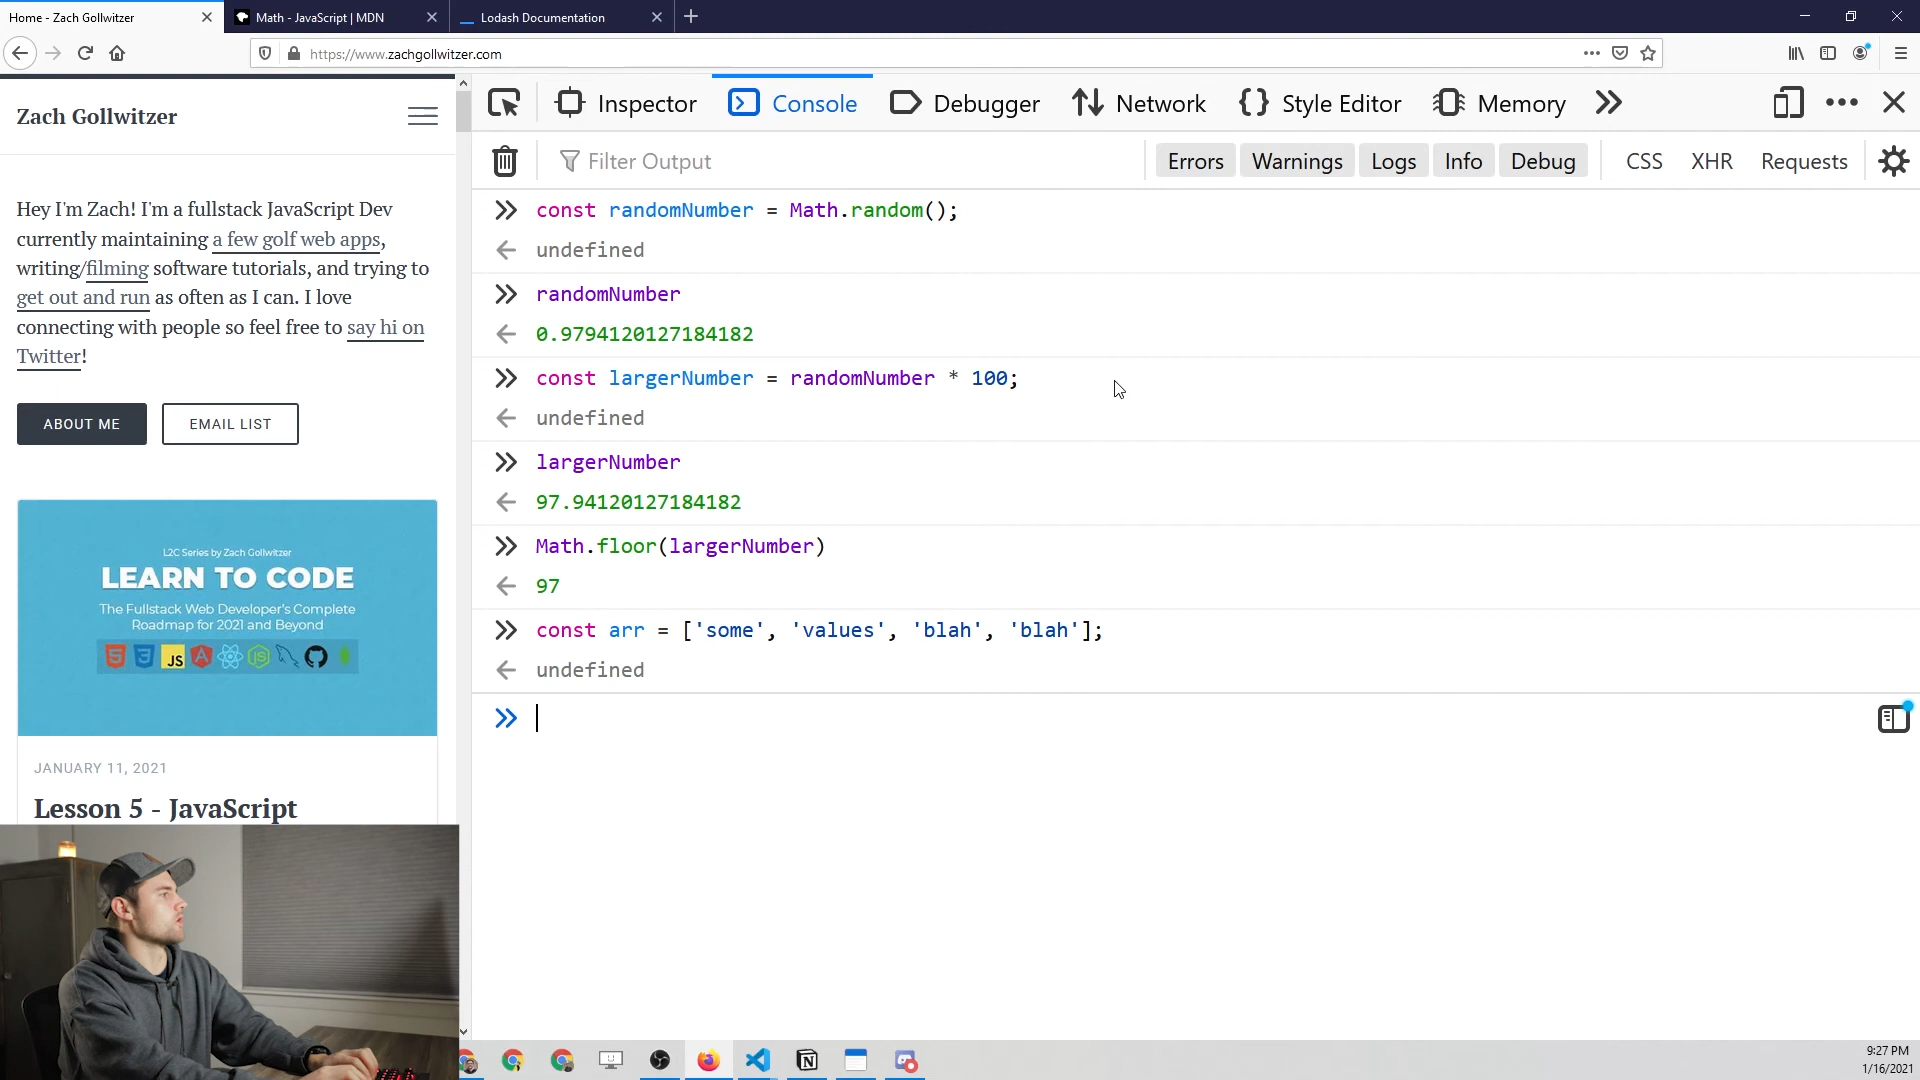 Home - Zach Gollwitzer
Math - JavaScript | MDN
Lodash Documentation
https://www.zachgollwitzer.com
Zach Gollwitzer
Hey I'm Zach! I'm a fullstack JavaScript Dev
currently maintaining a few golf web apps,
writing/filming software tutorials, and trying to
get out and run as often as I can. I love
connecting with people so feel free to say hi on
Twitter!
ABOUT ME
EMAIL LIST
L2C Series by Zach Gollwitzer
LEARN TO CODE
The Fullstack Web Developer's Complete
Roadmap for 2021 and Beyond
JS
JANUARY 11, 2021
Lesson 5 - JavaScript
Inspector
Console
Debugger
Network
Style Editor
Memory
Filter Output
Errors
Warnings
Logs
Info
Debug
CSS
XHR
Requests
const randomNumber = Math.random();
undefined
randomNumber
0.9794120127184182
const largerNumber = randomNumber * 100;
undefined
largerNumber
97.94120127184182
Math.floor(largerNumber)
97
const arr = ['some', 'values', 'blah', 'blah'];
undefined
9:27 PM
1/16/2021